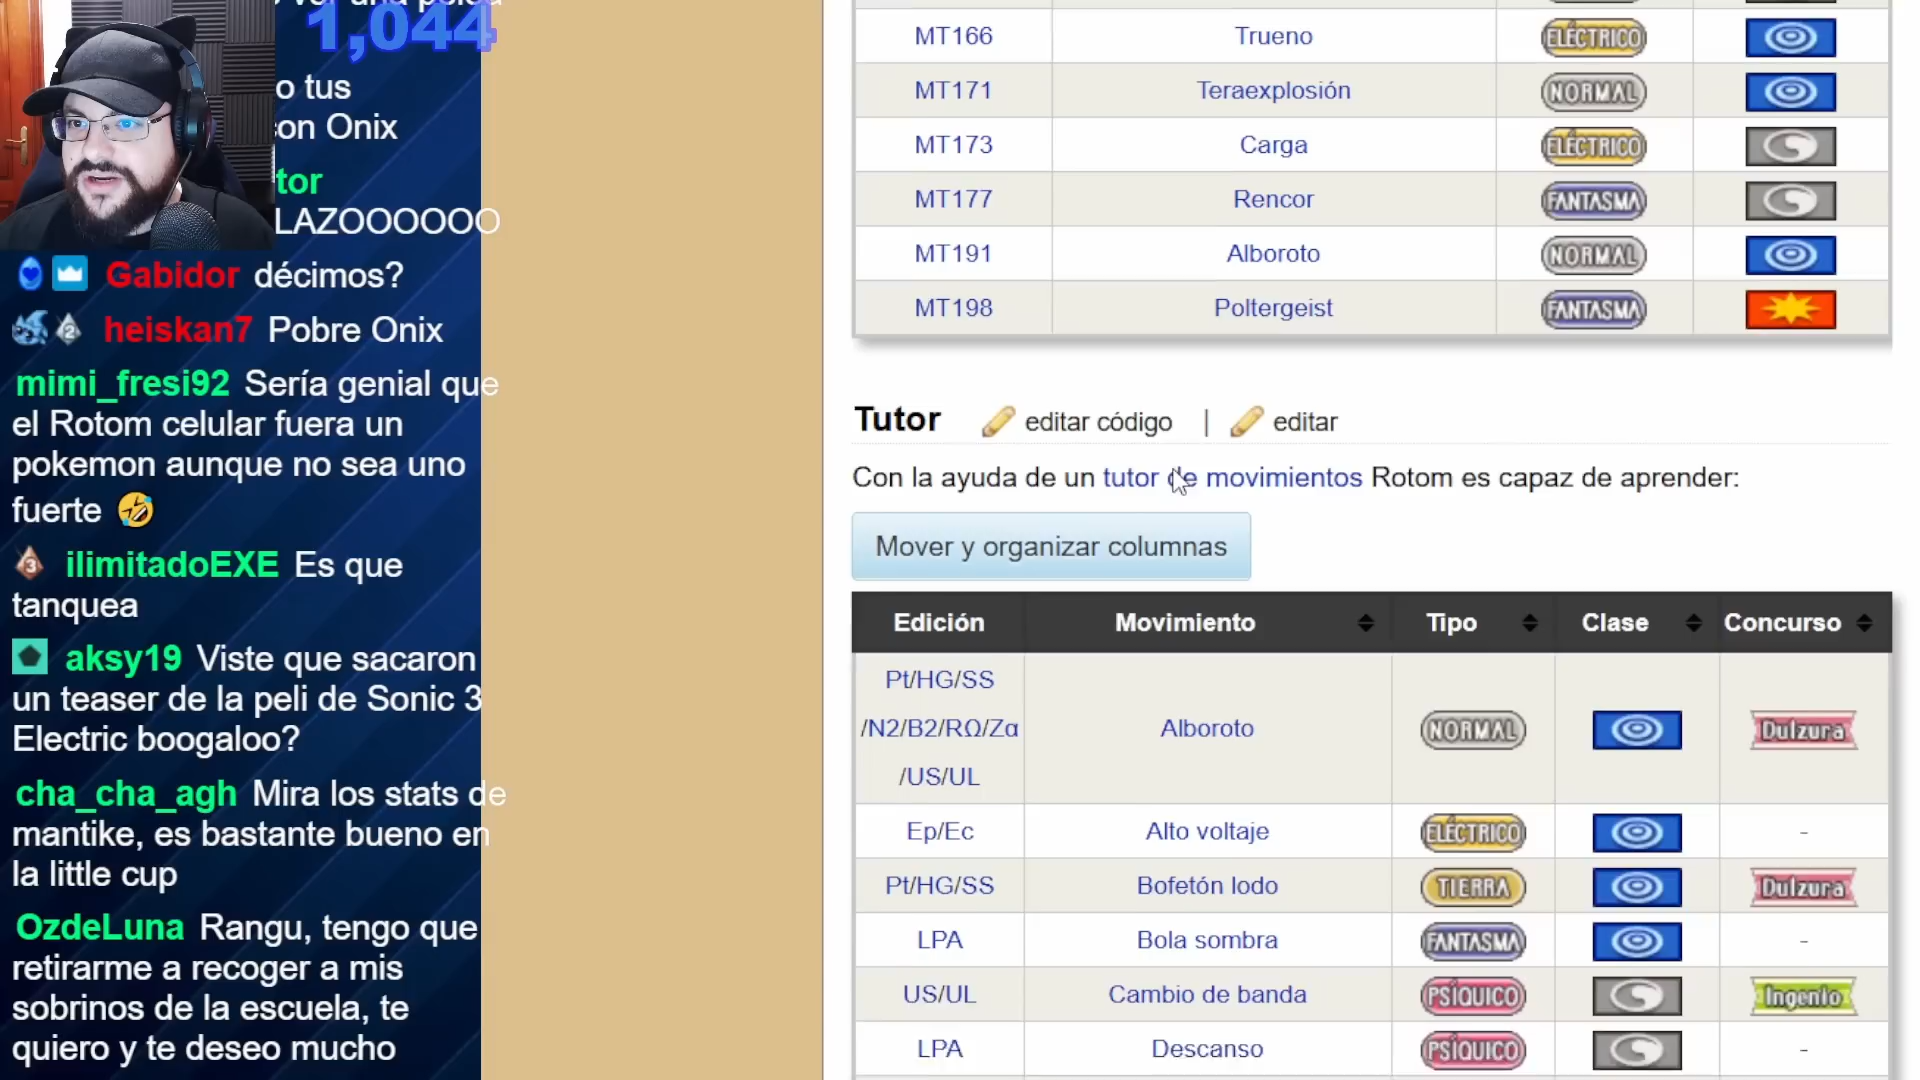 1,044
o tus
con Onix
tor
LAZOOOOOO
Gabidor décimos?
heiskan7 Pobre Onix
mimi_fresi92 Sería genial que
el Rotom celular fuera un
pokemon aunque no sea uno
fuerte 🤣
ilimitadoEXE Es que
tanquea
aksy19 Viste que sacaron
un teaser de la peli de Sonic 3
Electric boogaloo?
cha_cha_agh Mira los stats de
mantike, es bastante bueno en
la little cup
OzdeLuna Rangu, tengo que
retirarme a recoger a mis
sobrinos de la escuela, te
quiero y te deseo mucho
MT166 Trueno ELÉCTRICO
MT171 Teraexplosión NORMAL
MT173 Carga ELÉCTRICO
MT177 Rencor FANTASMA
MT191 Alboroto NORMAL
MT198 Poltergeist FANTASMA
Tutor editar código | editar
Con la ayuda de un tutor de movimientos Rotom es capaz de aprender:
Mover y organizar columnas
Edición Movimiento Tipo Clase Concurso
Pt/HG/SS
/N2/B2/RΩ/Zα Alboroto NORMAL Dulzura
/US/UL
Ep/Ec Alto voltaje ELÉCTRICO -
Pt/HG/SS Bofetón lodo TIERRA Dulzura
LPA Bola sombra FANTASMA -
US/UL Cambio de banda PSÍQUICO Ingenio
LPA Descanso PSÍQUICO -